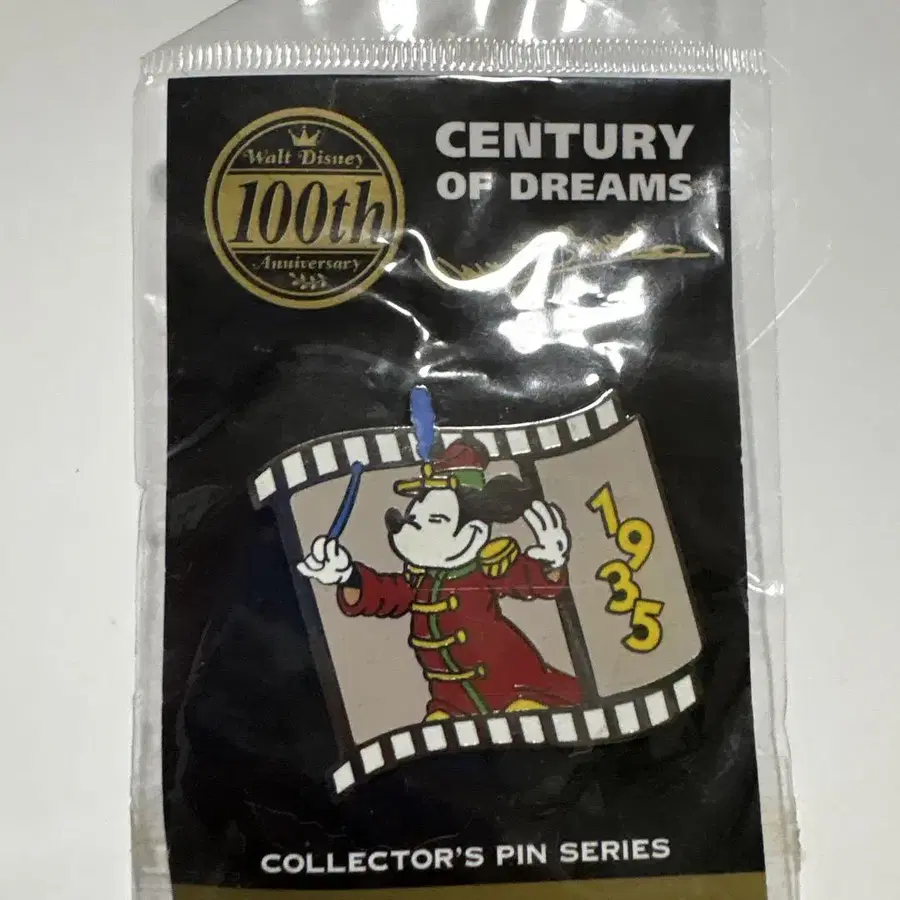 Walt Disney
100th
Anniversary
CENTURY
OF DREAMS
1935
COLLECTOR'S PIN SERIES